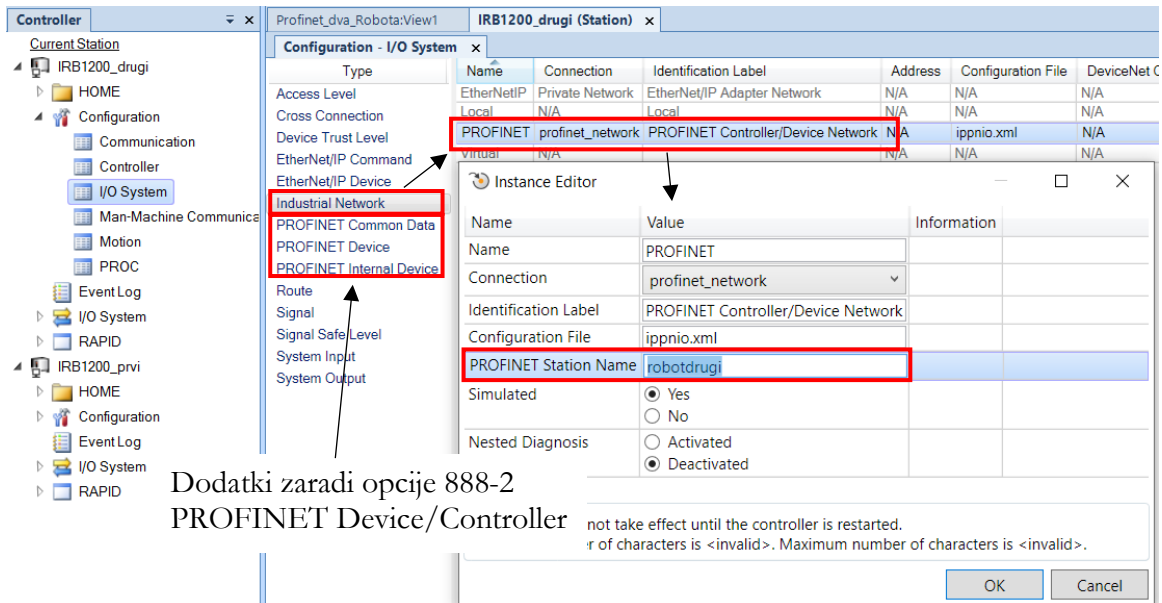 Controller
Current Station
IRB1200_drugi
HOME
Configuration
Communication
Controller
I/O System
Man-Machine Communica
Motion
PROC
Event Log
I/O System
RAPID
IRB1200_prvi
HOME
Configuration
Event Log
I/O System
RAPID
Profinet_dva_Robota:View1
IRB1200_drugi (Station)
Configuration - I/O System
Type
Access Level
Cross Connection
Device Trust Level
EtherNet/IP Command
EtherNet/IP Device
Industrial Network
PROFINET Common Data
PROFINET Device
PROFINET Internal Device
Route
Signal
Signal Safe Level
System Input
System Output
Name Connection Identification Label Address Configuration File DeviceNet C
EtherNetIP Private Network EtherNet/IP Adapter Network N/A N/A N/A
Local N/A Local N/A N/A N/A
PROFINET profinet_network PROFINET Controller/Device Network N/A ippnio.xml N/A
Virtual N/A N/A N/A N/A
Instance Editor
Name Value Information
Name PROFINET
Connection profinet_network
Identification Label PROFINET Controller/Device Network
Configuration File ippnio.xml
PROFINET Station Name robotdrugi
Simulated Yes
No
Nested Diagnosis Activated
Deactivated
not take effect until the controller is restarted.
r of characters is <invalid>. Maximum number of characters is <invalid>.
OK Cancel
Dodatki zaradi opcije 888-2
PROFINET Device/Controller